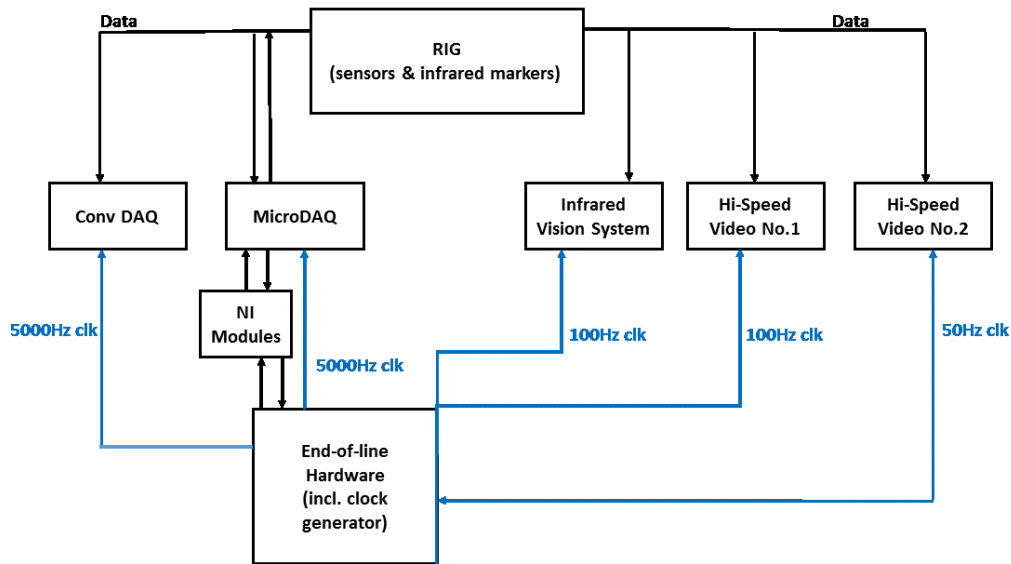 Data
Data
RIG
(sensors & infrared markers)
Conv DAQ
MicroDAQ
Infrared
Vision System
Hi-Speed
Video No.1
Hi-Speed
Video No.2
NI
Modules
5000Hz clk
5000Hz clk
100Hz clk
100Hz clk
50Hz clk
End-of-line
Hardware
(incl. clock
generator)